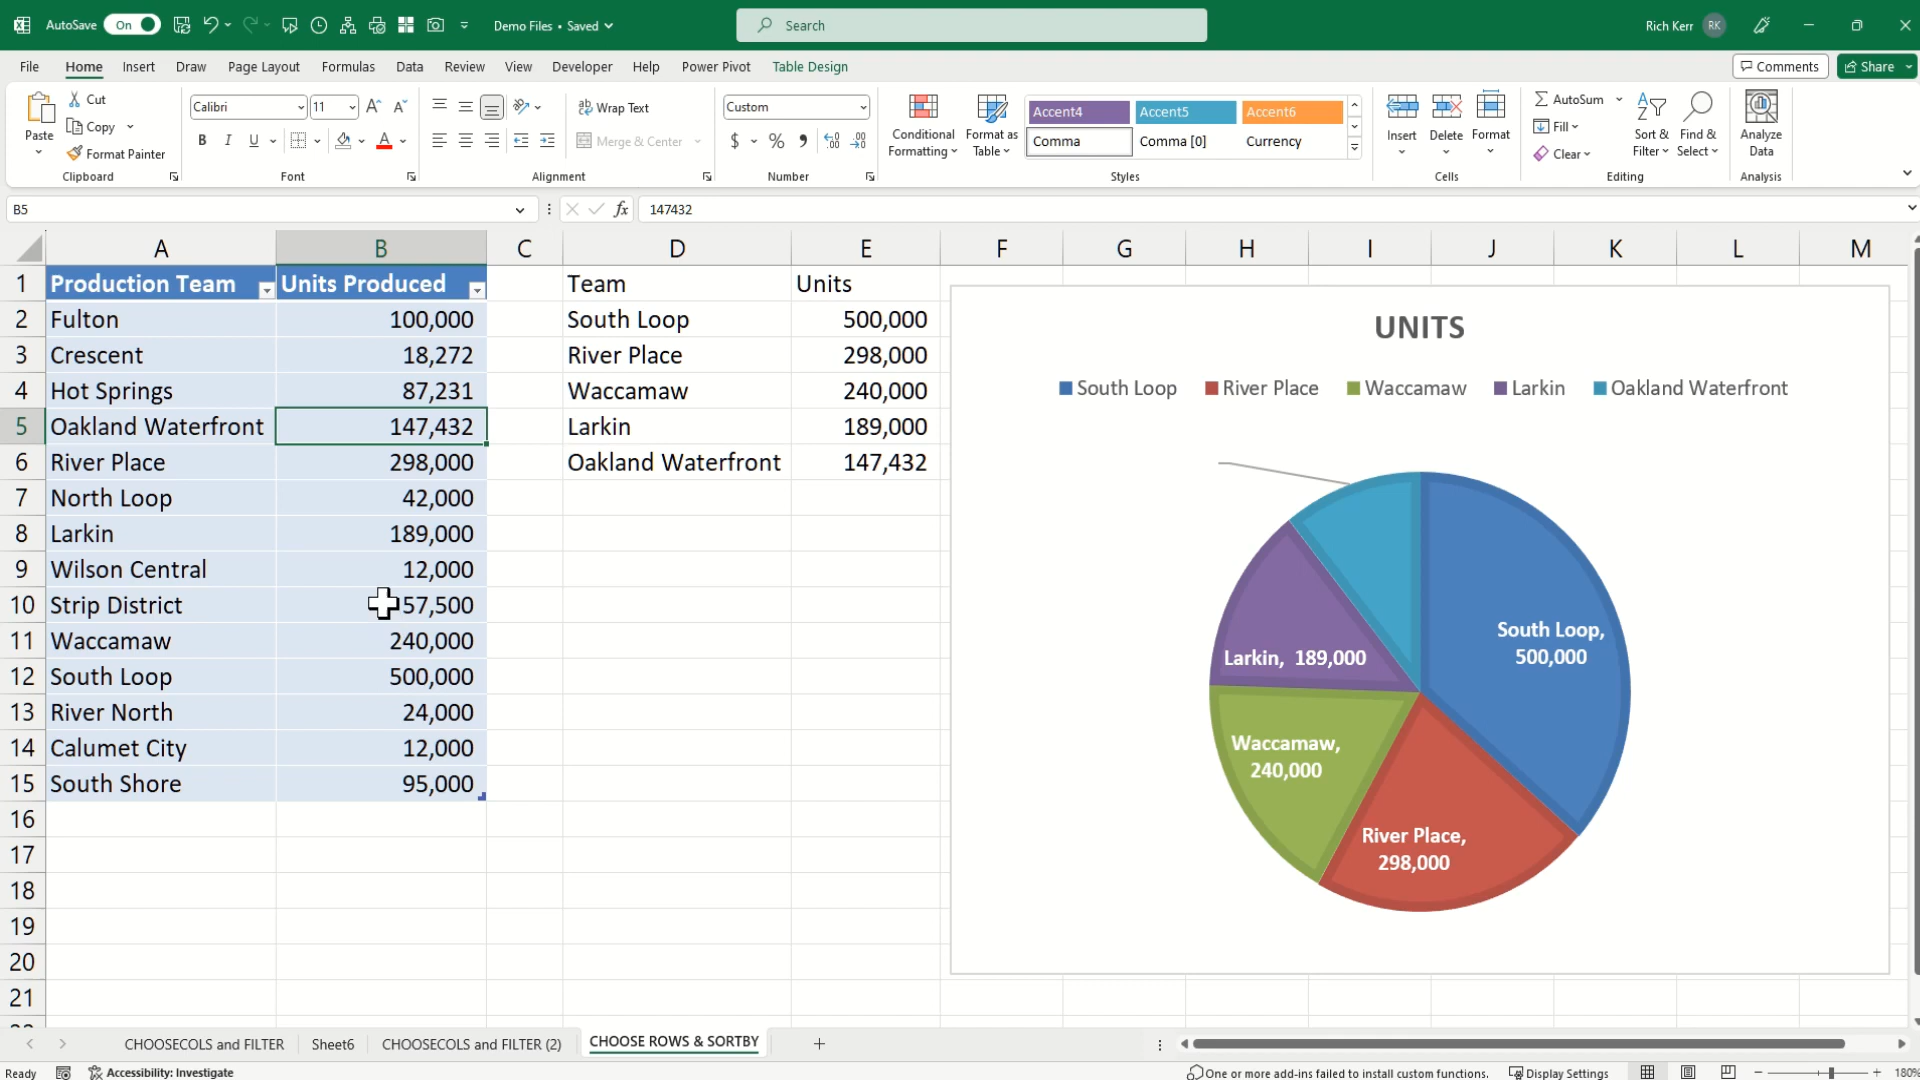 AutoSave On Demo Files • Saved Search Rich Kerr RK
File Home Insert Draw Page Layout Formulas Data Review View Developer Help Power Pivot Table Design Comments Share
Paste Cut Copy Format Painter Clipboard
Calibri 11 B I U Font
Wrap Text Merge & Center Alignment
Custom $ % Number
Conditional Formatting Format as Table
Accent4 Accent5 Accent6
Comma Comma [0] Currency
Styles
Insert Delete Format Cells
AutoSum Fill Clear Sort & Filter Find & Select Editing
Analyze Data Analysis
B5 fx 147432
A B C D E F G H I J K L M
1 Production Team Units Produced Team Units
2 Fulton 100,000 South Loop 500,000
3 Crescent 18,272 River Place 298,000
4 Hot Springs 87,231 Waccamaw 240,000
5 Oakland Waterfront 147,432 Larkin 189,000
6 River Place 298,000 Oakland Waterfront 147,432
7 North Loop 42,000
8 Larkin 189,000
9 Wilson Central 12,000
10 Strip District 57,500
11 Waccamaw 240,000
12 South Loop 500,000
13 River North 24,000
14 Calumet City 12,000
15 South Shore 95,000
16
17
18
19
20
21
UNITS
South Loop River Place Waccamaw Larkin Oakland Waterfront
South Loop,
500,000
Larkin, 189,000
Waccamaw,
240,000
River Place,
298,000
CHOOSECOLS and FILTER Sheet6 CHOOSECOLS and FILTER (2) CHOOSE ROWS & SORTBY
Ready Accessibility: Investigate One or more add-ins failed to install custom functions. Display Settings